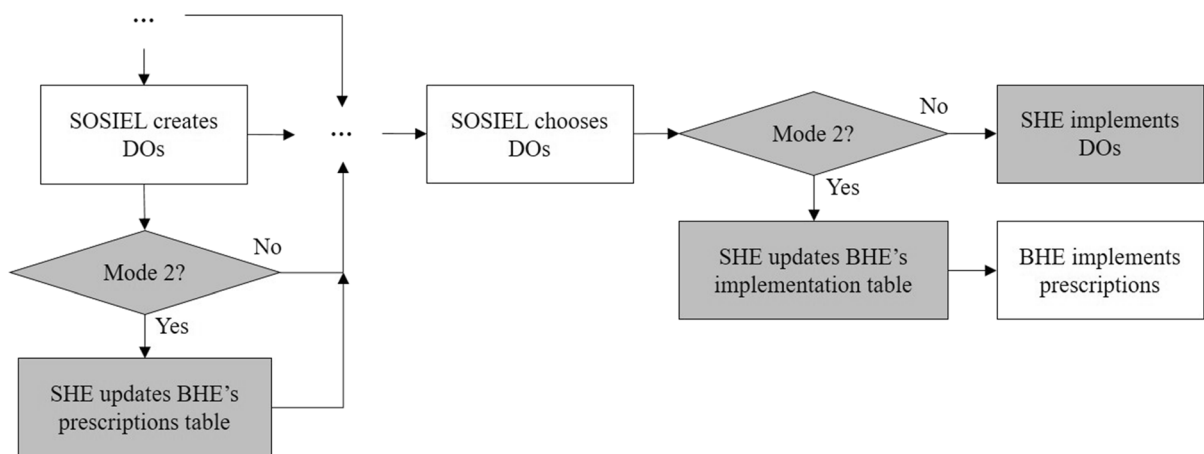 ...
SOSIEL creates
DOs
...
SOSIEL chooses
DOs
Mode 2?
No
SHE implements
DOs
Yes
SHE updates BHE’s
implementation table
BHE implements
prescriptions
Mode 2?
No
Yes
SHE updates BHE’s
prescriptions table